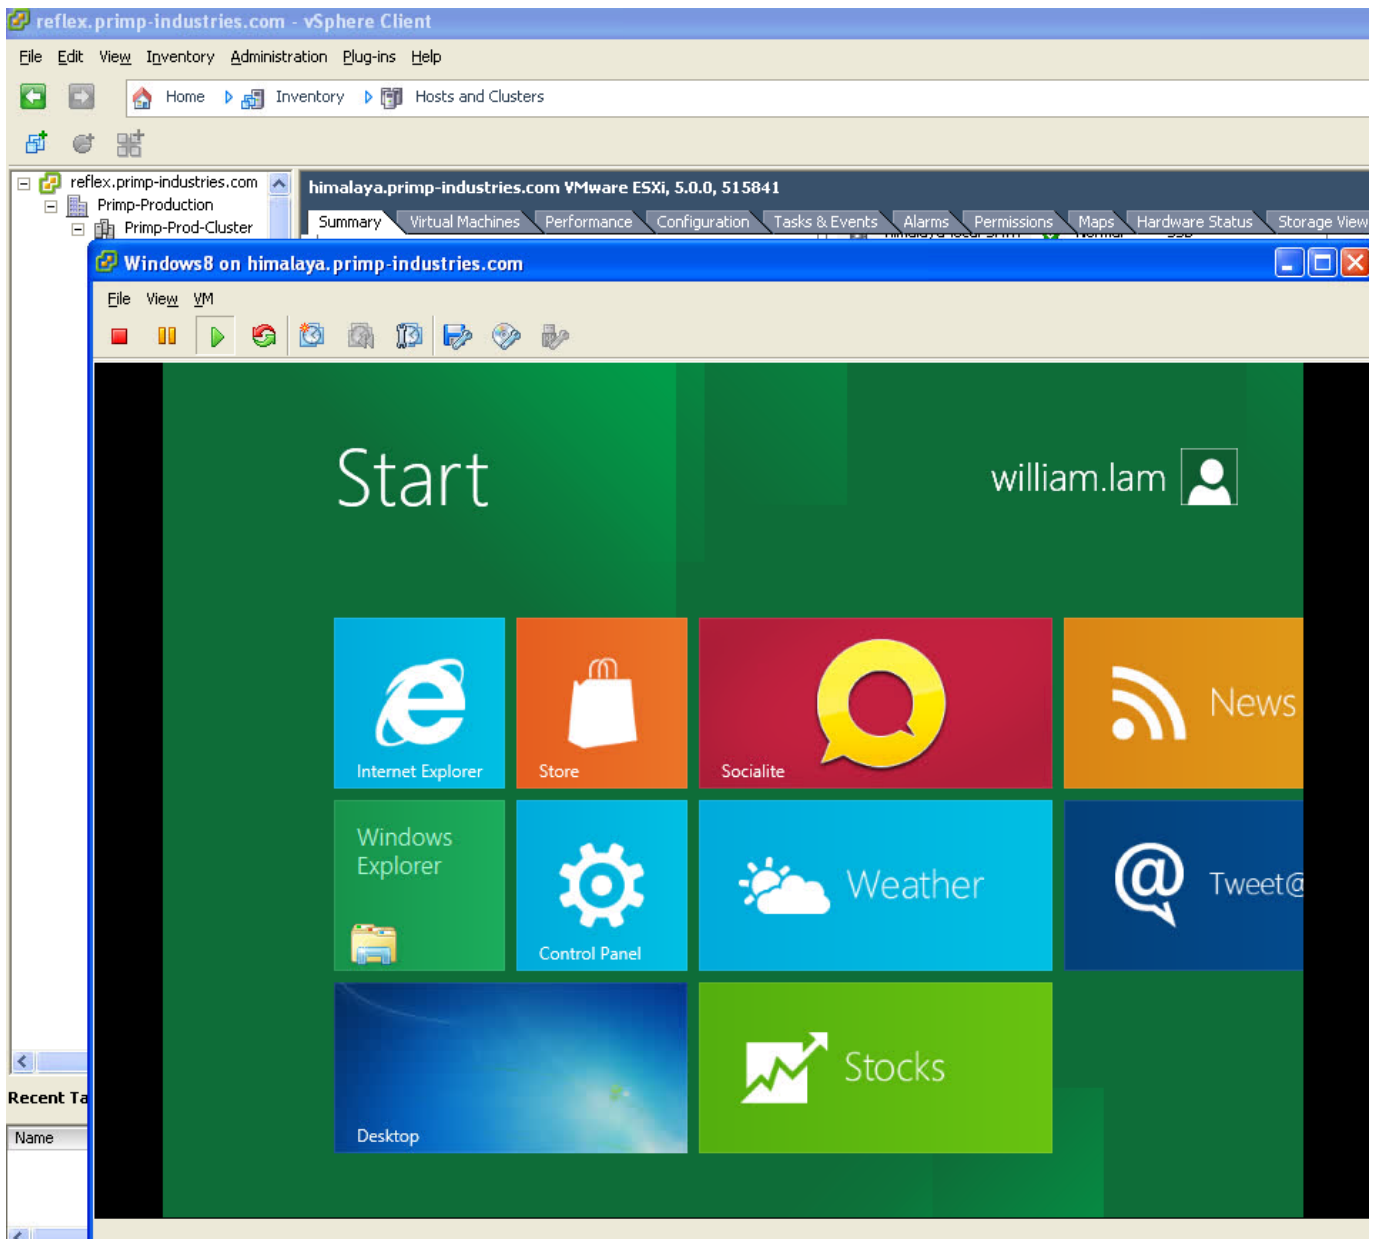 reflex.primp-industries.com - vSphere Client
File Edit View Inventory Administration Plug-ins Help
Home Inventory Hosts and Clusters
reflex.primp-industries.com
Primp-Production
Primp-Prod-Cluster
himalaya.primp-industries.com VMware ESXi, 5.0.0, 515841
Summary Virtual Machines Performance Configuration Tasks & Events Alarms Permissions Maps Hardware Status Storage View
Windows8 on himalaya.primp-industries.com
File View VM
Start
william.lam
Internet Explorer
Store
Socialite
News
Windows
Explorer
Control Panel
Weather
Tweet@
Desktop
Stocks
Recent Ta
Name